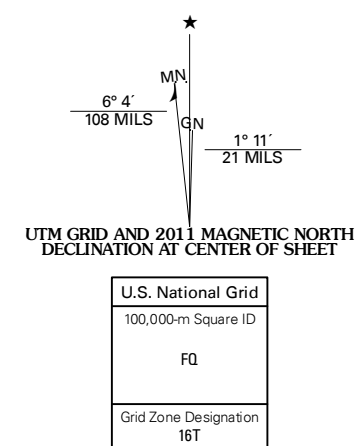 ★
MN
GN
6° 4´
108 MILS
1° 11´
21 MILS
UTM GRID AND 2011 MAGNETIC NORTH
DECLINATION AT CENTER OF SHEET
U.S. National Grid
100,000-m Square ID
FQ
Grid Zone Designation
16T